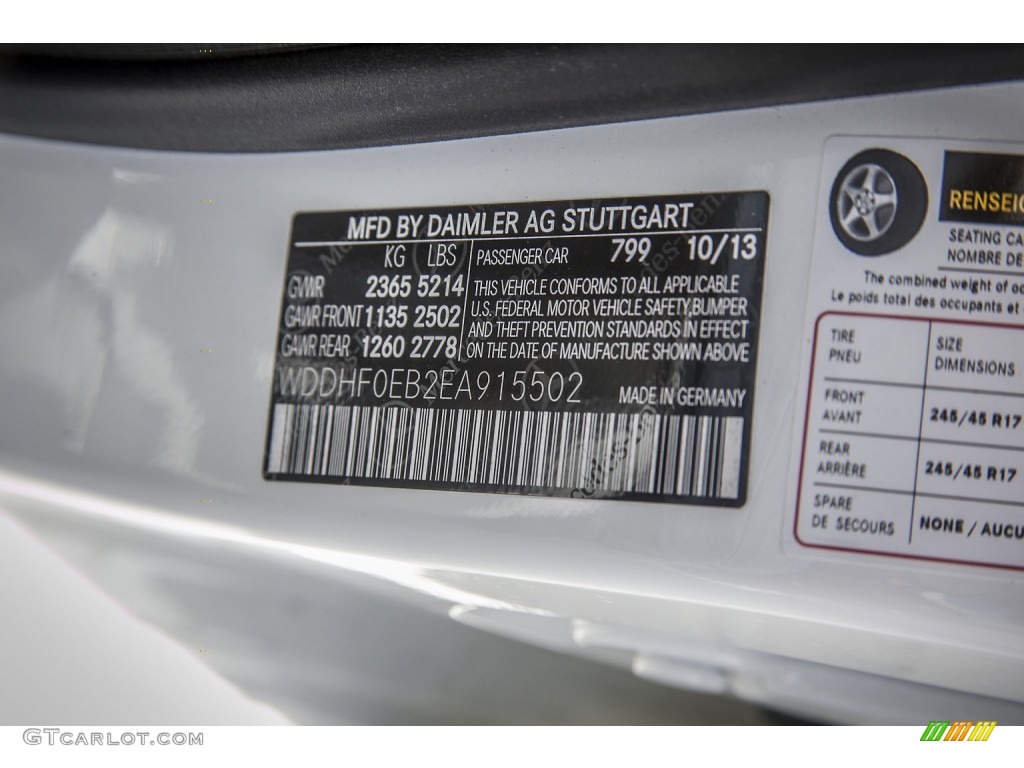 MFD BY DAIMLER AG STUTTGART
KG LBS PASSENGER CAR 799 10/13
GVWR 2365 5214
GAWR FRONT 1135 2502
GAWR REAR 1260 2778
THIS VEHICLE CONFORMS TO ALL APPLICABLE
U.S. FEDERAL MOTOR VEHICLE SAFETY, BUMPER
AND THEFT PREVENTION STANDARDS IN EFFECT
ON THE DATE OF MANUFACTURE SHOWN ABOVE
WDDHF0EB2EA915502 MADE IN GERMANY
RENSEIG
SEATING CA
NOMBRE DE
The combined weight of oc
Le poids total des occupants et
TIRE
PNEU
SIZE
DIMENSIONS
FRONT
AVANT
245/45 R17
REAR
ARRIÈRE
245/45 R17
SPARE
DE SECOURS
NONE / AUCU
GTCARLOT.COM